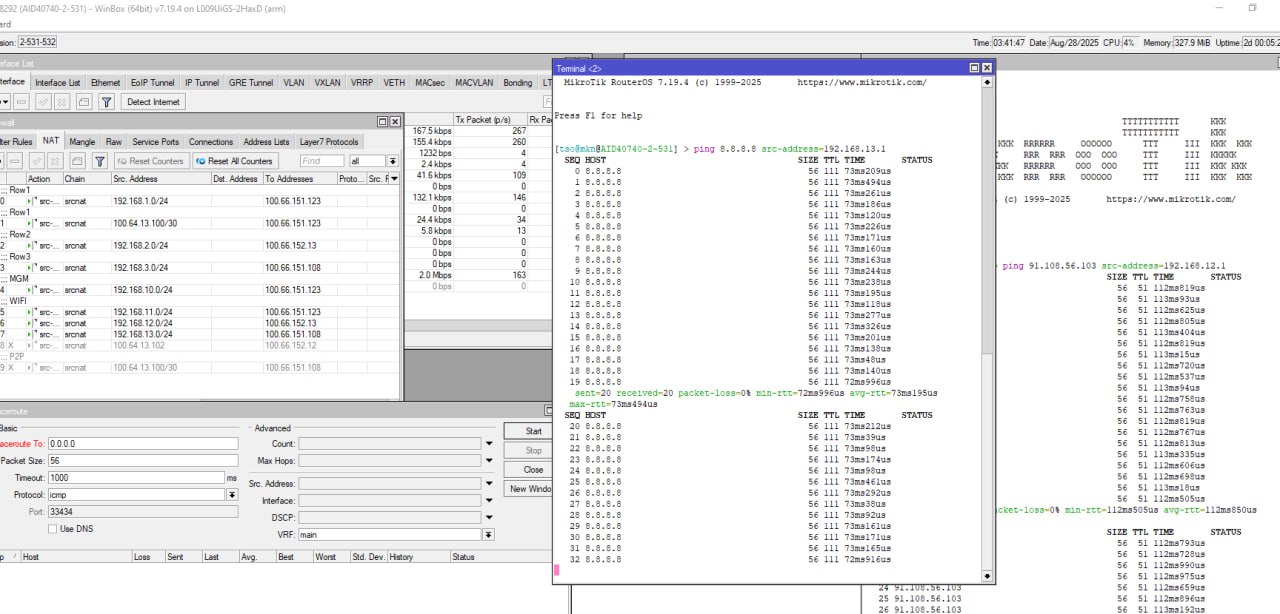 8292 (AID40740-2-531) - WinBox (64bit) v7.19.4 on L009UiGS-2HaxD (arm)
ard
sion: 2-531-532
Time: 03:41:47 Date: Aug/28/2025 CPU: 4% Memory: 327.9 MiB Uptime: 2d 00:05:2
erface List
terface Interface List Ethernet EoIP Tunnel IP Tunnel GRE Tunnel VLAN VXLAN VRRP VETH MACsec MACVLAN Bonding LT
Detect Internet
Tx Packet (p/s) Rx Pa
167.5 kbps 267
155.4 kbps 260
1232 bps 4
2.4 kbps 4
41.6 kbps 109
0 bps 0
132.1 kbps 146
24.4 kbps 34
5.8 kbps 13
0 bps 0
0 bps 0
0 bps 0
0 bps 0
2.0 Mbps 163
0 bps 0
ewall
lter Rules NAT Mangle Raw Service Ports Connections Address Lists Layer7 Protocols
Reset Counters Reset All Counters Find all
Action Chain Src. Address Dst. Address To Addresses Proto... Src. F
;;; Row1
0 src-... srcnat 192.168.1.0/24 100.66.151.123
;;; Row1
1 src-... srcnat 100.64.13.100/30 100.66.151.123
;;; Row2
2 src-... srcnat 192.168.2.0/24 100.66.152.13
;;; Row3
3 src-... srcnat 192.168.3.0/24 100.66.151.108
;;; MGM
4 src-... srcnat 192.168.10.0/24 100.66.151.123
;;; WIFI
5 src-... srcnat 192.168.11.0/24 100.66.151.123
6 src-... srcnat 192.168.12.0/24 100.66.152.13
7 src-... srcnat 192.168.13.0/24 100.66.151.108
8 X src-... srcnat 100.64.13.102 100.66.152.12
;;; P2P
9 X src-... srcnat 100.64.13.100/30 100.66.151.108
aceroute
Basic
Traceroute To: 0.0.0.0
Packet Size: 56
Timeout: 1000 ms
Protocol: icmp
Port: 33434
Use DNS
Advanced
Count:
Max Hops:
Src. Address:
Interface:
DSCP:
VRF: main
Start
Stop
Close
New Windo
p / Host Loss Sent Last Avg. Best Worst Std. Dev. History Status
Terminal <2>
MikroTik RouterOS 7.19.4 (c) 1999-2025 https://www.mikrotik.com/
Press F1 for help
[tso@mkn@AID40740-2-531] > ping 8.8.8.8 src-address=192.168.13.1
SEQ HOST SIZE TTL TIME STATUS
0 8.8.8.8 56 111 73ms209us
1 8.8.8.8 56 111 73ms494us
2 8.8.8.8 56 111 73ms261us
3 8.8.8.8 56 111 73ms186us
4 8.8.8.8 56 111 73ms120us
5 8.8.8.8 56 111 73ms226us
6 8.8.8.8 56 111 73ms171us
7 8.8.8.8 56 111 73ms160us
8 8.8.8.8 56 111 73ms163us
9 8.8.8.8 56 111 73ms244us
10 8.8.8.8 56 111 73ms238us
11 8.8.8.8 56 111 73ms195us
12 8.8.8.8 56 111 73ms118us
13 8.8.8.8 56 111 73ms277us
14 8.8.8.8 56 111 73ms326us
15 8.8.8.8 56 111 73ms201us
16 8.8.8.8 56 111 73ms138us
17 8.8.8.8 56 111 73ms48us
18 8.8.8.8 56 111 73ms140us
19 8.8.8.8 56 111 72ms996us
sent=20 received=20 packet-loss=0% min-rtt=72ms996us avg-rtt=73ms195us
max-rtt=73ms494us
SEQ HOST SIZE TTL TIME STATUS
20 8.8.8.8 56 111 73ms212us
21 8.8.8.8 56 111 73ms39us
22 8.8.8.8 56 111 73ms98us
23 8.8.8.8 56 111 73ms174us
24 8.8.8.8 56 111 73ms98us
25 8.8.8.8 56 111 73ms461us
26 8.8.8.8 56 111 73ms292us
27 8.8.8.8 56 111 73ms38us
28 8.8.8.8 56 111 73ms92us
29 8.8.8.8 56 111 73ms161us
30 8.8.8.8 56 111 73ms171us
31 8.8.8.8 56 111 73ms165us
32 8.8.8.8 56 111 72ms916us
TTTTTTTTTTT KKK
TTTTTTTTTTT KKK
KKK RRRRRR OOOOOO TTT III KKK KKK
RRR RRR OOO OOO TTT III KKKKK
KK RRRRRR OOO OOO TTT III KKK KKK
KKK RRR RRR OOOOOO TTT III KKK KKK
(c) 1999-2025 https://www.mikrotik.com/
ping 91.108.56.103 src-address=192.168.12.1
SIZE TTL TIME STATUS
56 51 112ms819us
56 51 113ms93us
56 51 112ms625us
56 51 112ms805us
56 51 113ms404us
56 51 112ms819us
56 51 113ms15us
56 51 112ms720us
56 51 112ms537us
56 51 113ms94us
56 51 112ms758us
56 51 112ms763us
56 51 112ms819us
56 51 112ms767us
56 51 112ms813us
56 51 113ms335us
56 51 112ms606us
56 51 112ms698us
56 51 113ms18us
56 51 112ms505us
cket-loss=0% min-rtt=112ms505us avg-rtt=112ms850us
SIZE TTL TIME STATUS
56 51 112ms793us
56 51 112ms728us
56 51 112ms990us
56 51 112ms975us
24 91.108.56.103 56 51 112ms659us
25 91.108.56.103 56 51 112ms896us
26 91.108.56.103 56 51 113ms192us